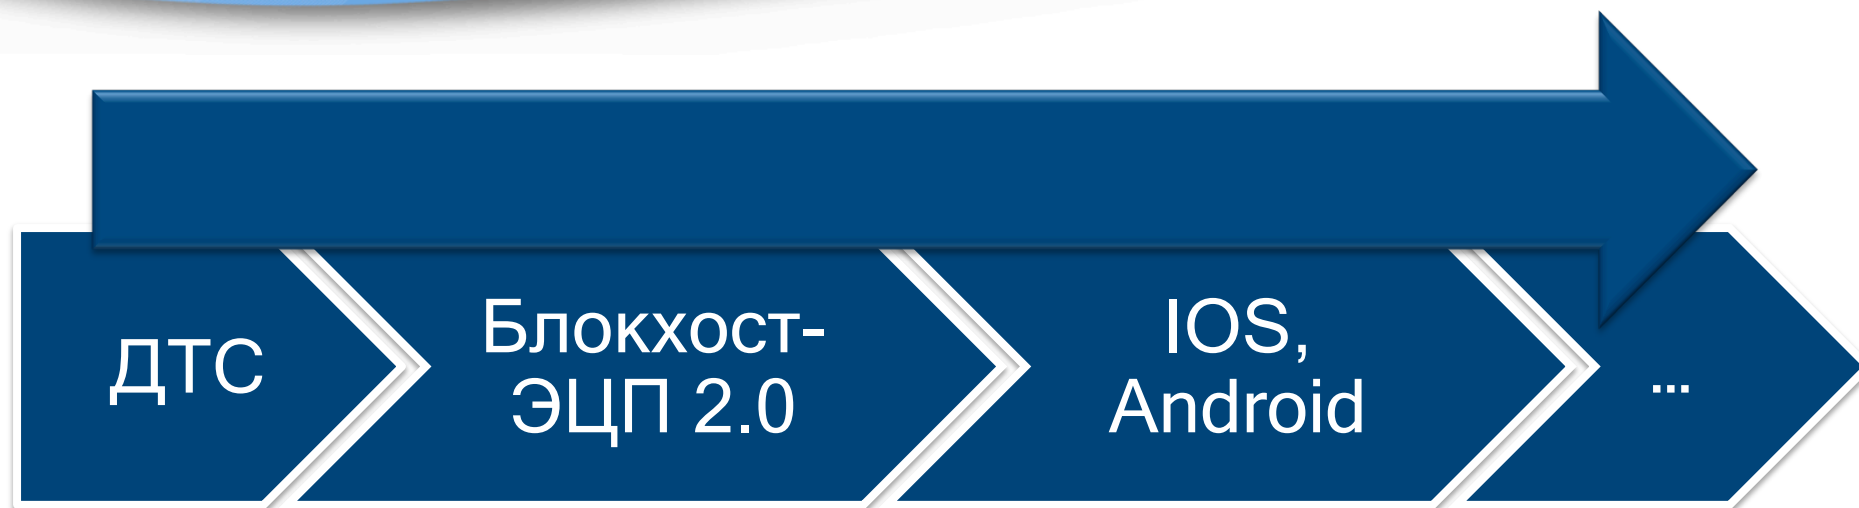 ДТС
Блокхост-
ЭЦП 2.0
IOS,
Android
...